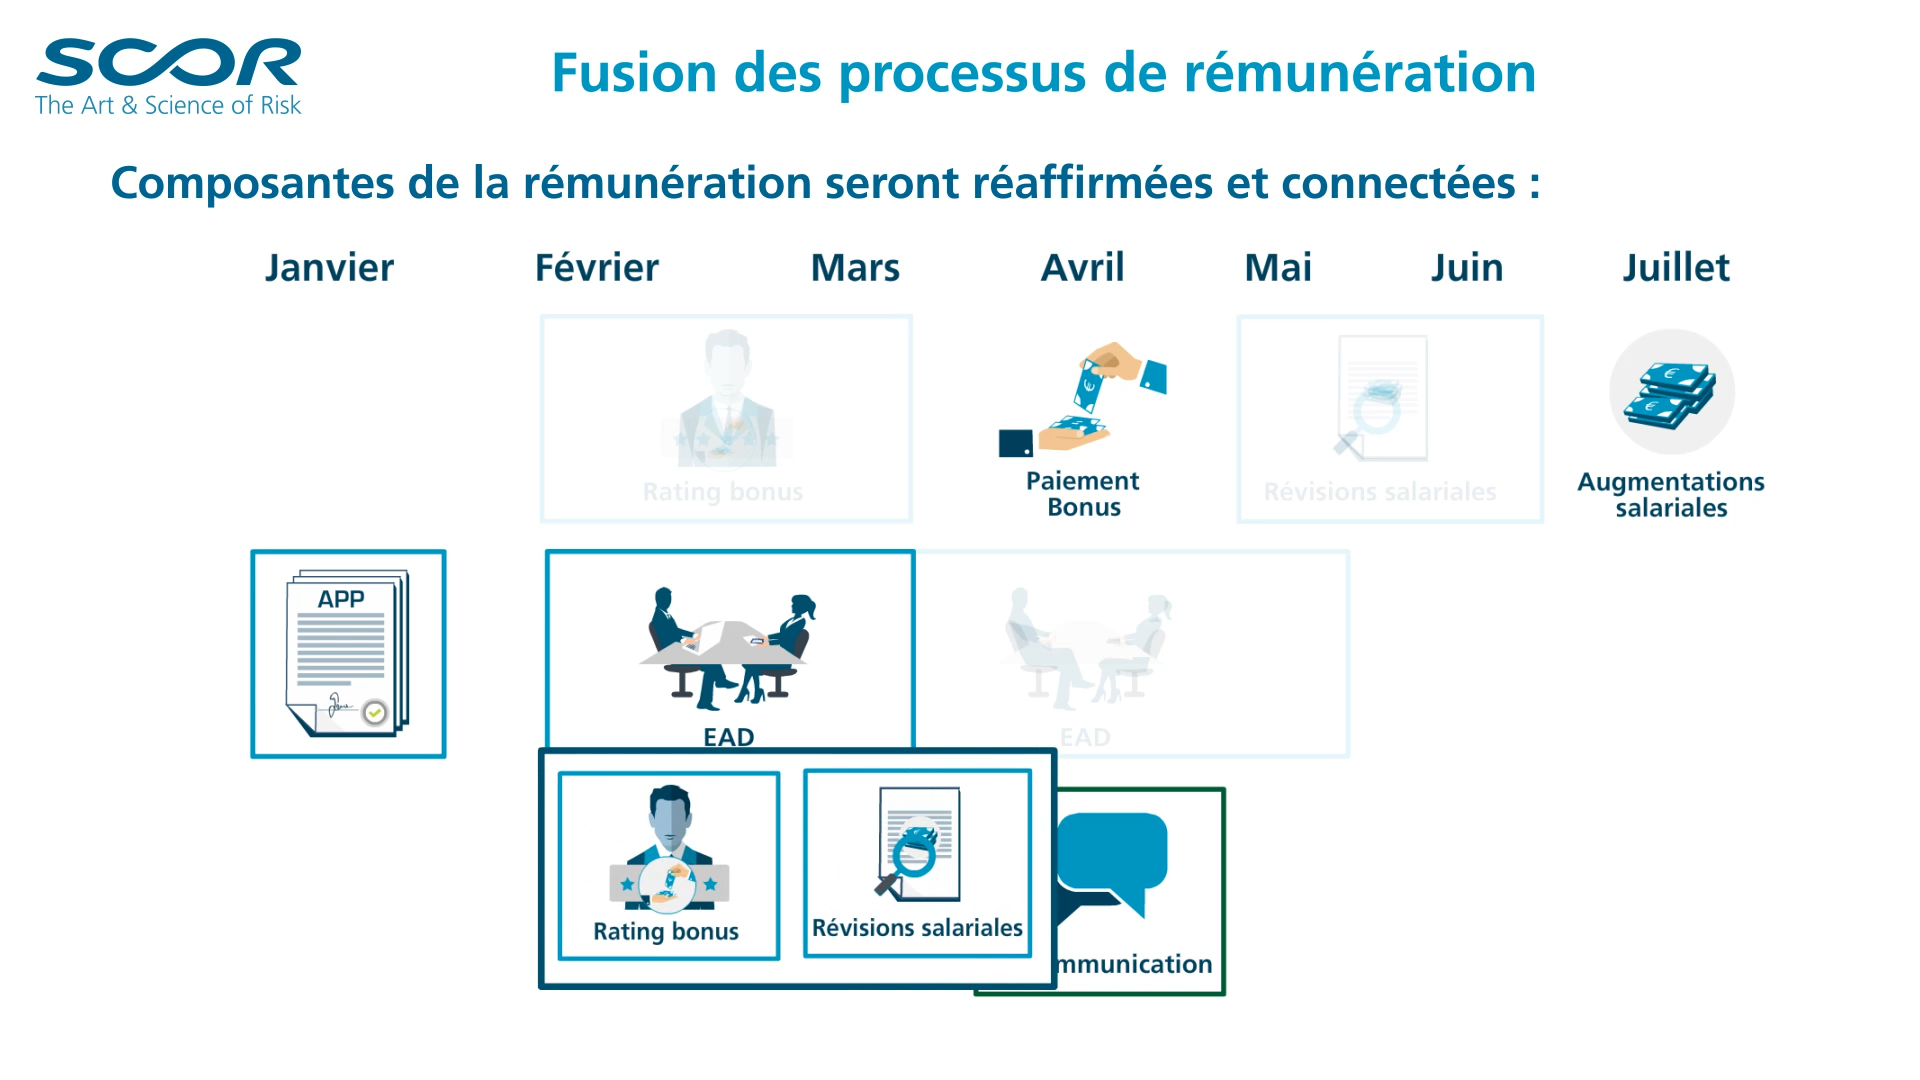 SCOR
The Art & Science of Risk
Fusion des processus de rémunération
Composantes de la rémunération seront réaffirmées et connectées :
Janvier Février Mars Avril Mai Juin Juillet
Rating bonus
Paiement
Bonus
Révisions salariales
Augmentations
salariales
APP
EAD
EAD
Rating bonus
Révisions salariales
mmunication